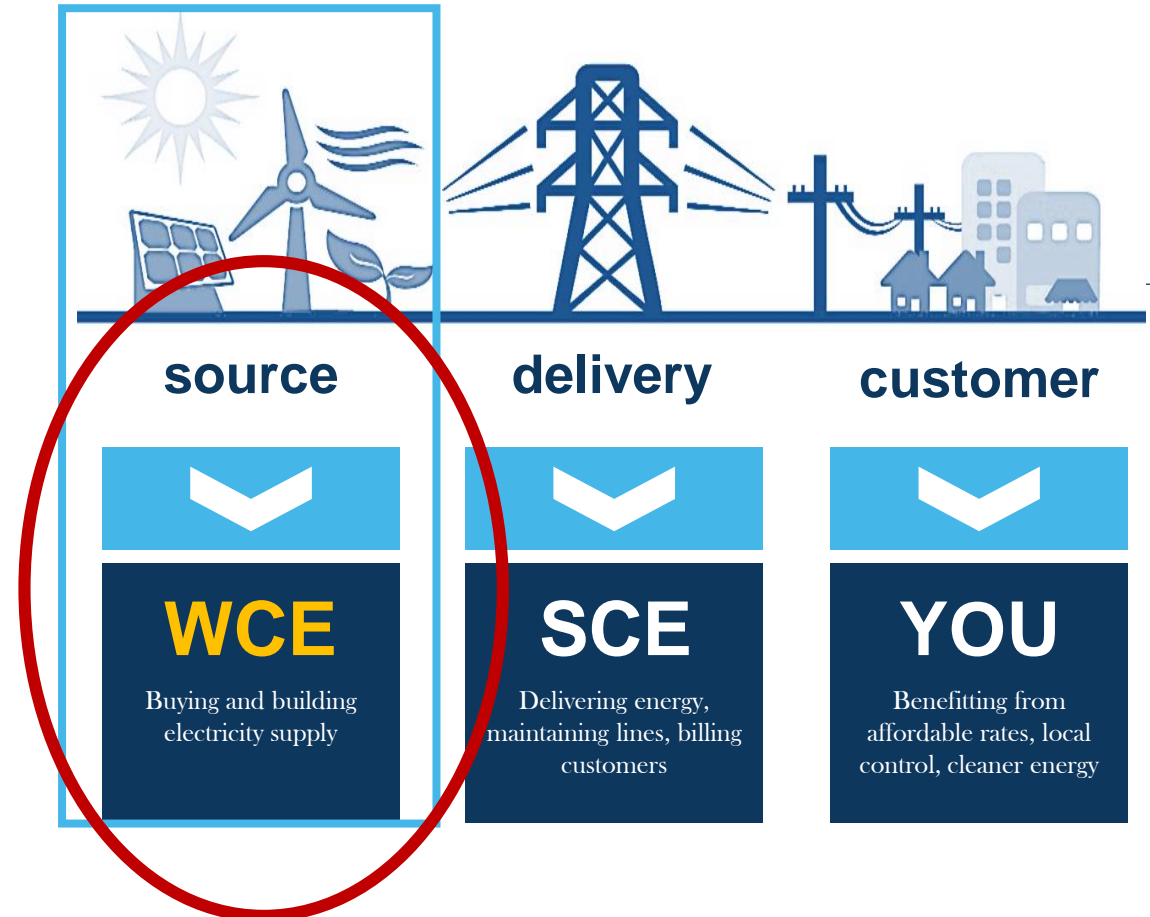 source
delivery
customer
WCE
Buying and building
electricity supply
SCE
Delivering energy,
maintaining lines, billing
customers
YOU
Benefitting from
affordable rates, local
control, cleaner energy